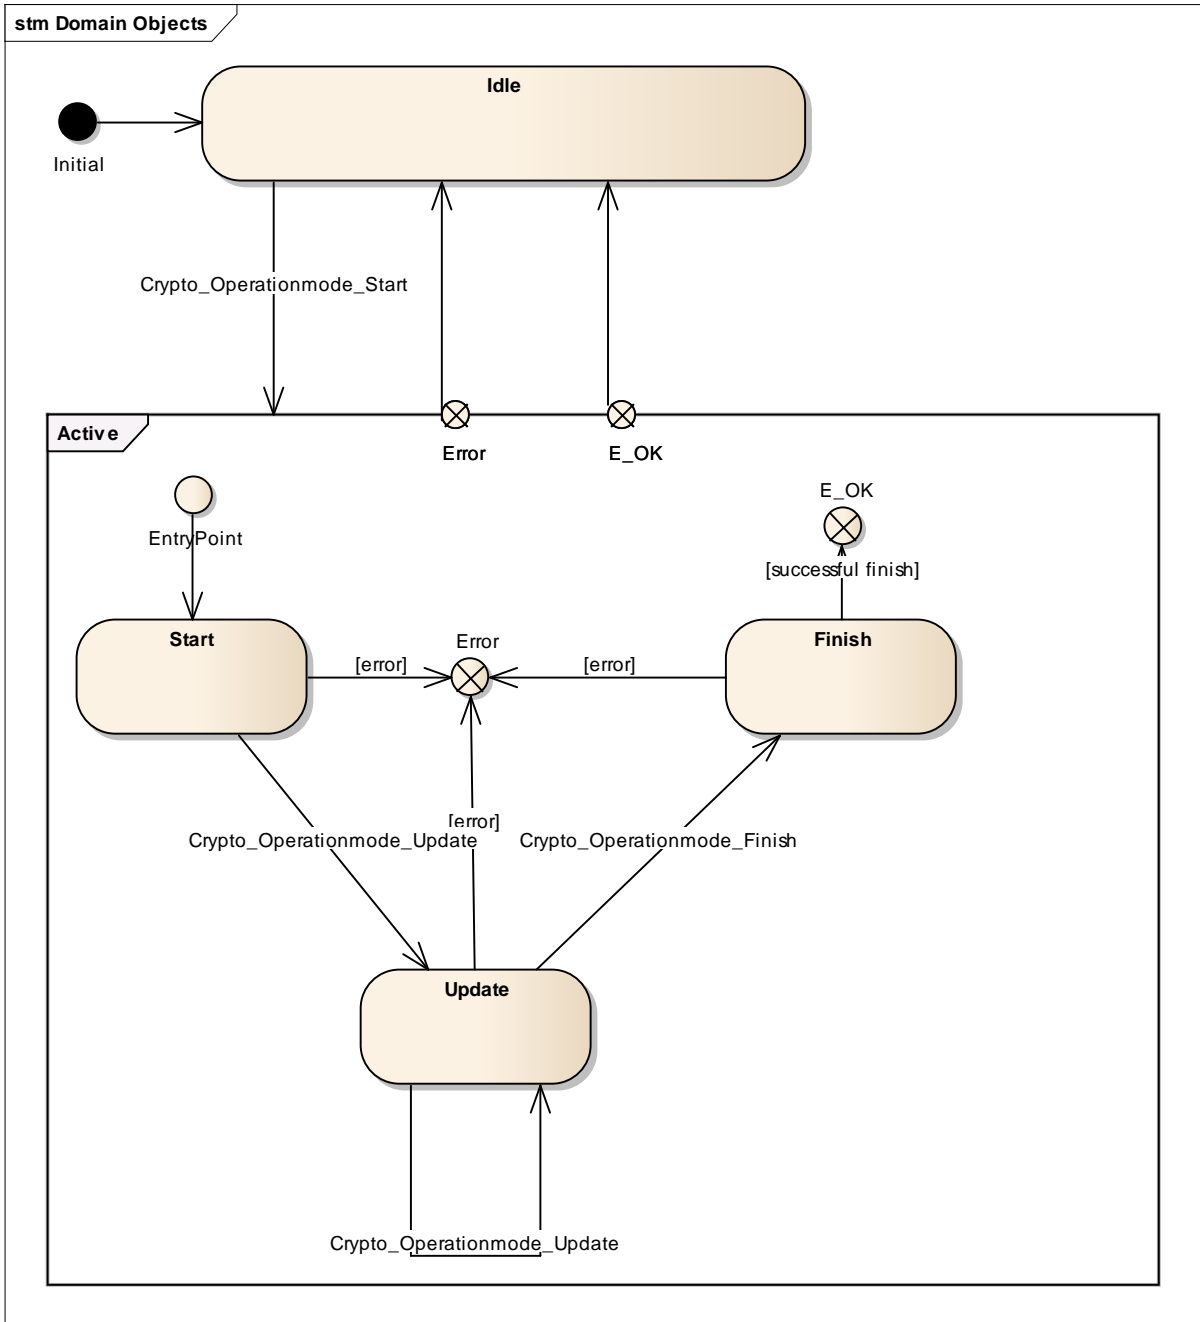 stm Domain Objects
Idle
Initial
Crypto_Operationmode_Start
Active
Error
E_OK
E_OK
EntryPoint
[successful finish]
Start
Error
Finish
[error]
[error]
[error]
Crypto_Operationmode_Update
Crypto_Operationmode_Finish
Update
Crypto_Operationmode_Update